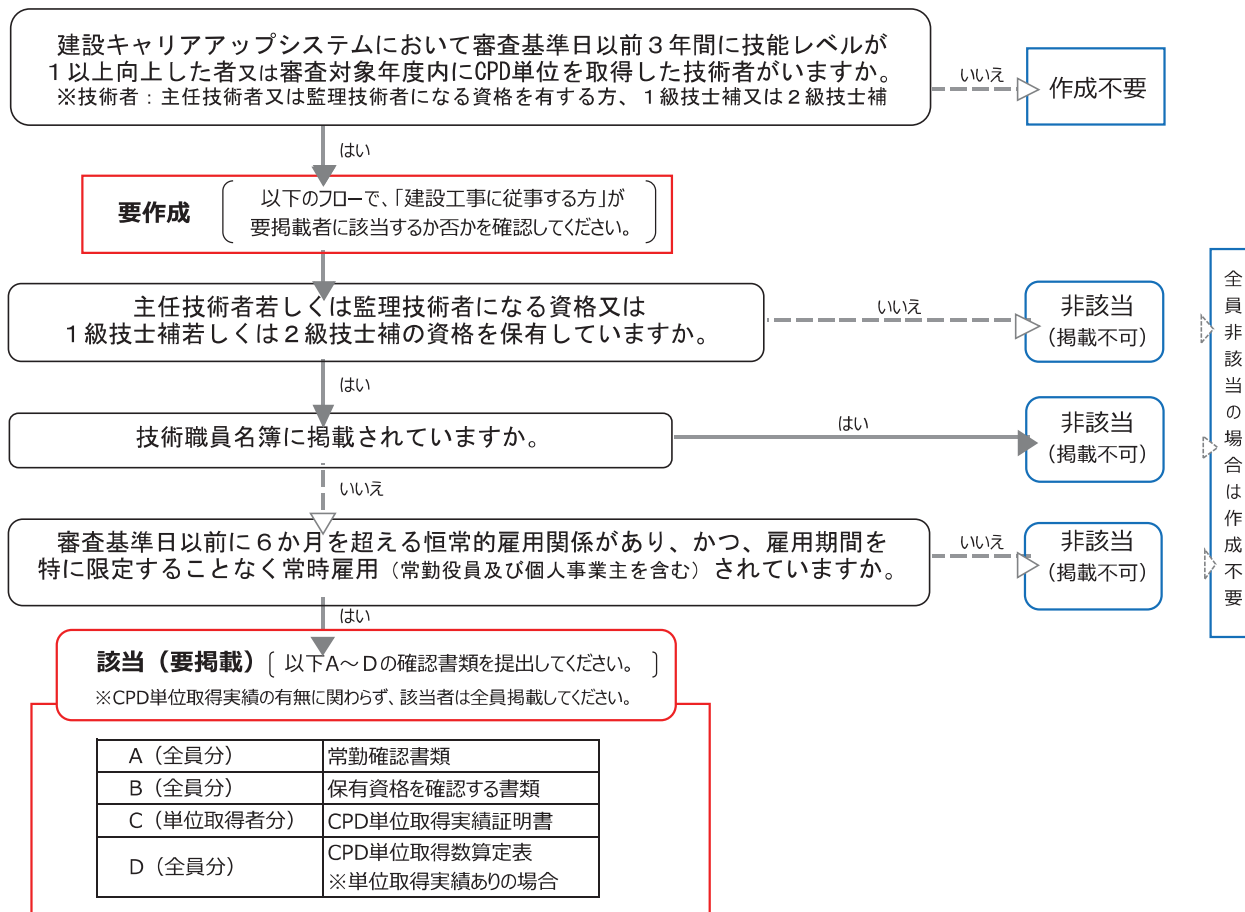 建設キャリアアップシステムにおいて審査基準日以前３年間に技能レベルが
１以上向上した者又は審査対象年度内にCPD単位を取得した技術者がいますか。
※技術者：主任技術者又は監理技術者になる資格を有する方、１級技士補又は２級技士補
いいえ
作成不要
はい
要作成
以下のフローで、「建設工事に従事する方」が
要掲載者に該当するか否かを確認してください。
主任技術者若しくは監理技術者になる資格又は
１級技士補若しくは２級技士補の資格を保有していますか。
いいえ
非該当
（掲載不可）
はい
技術職員名簿に掲載されていますか。
はい
非該当
（掲載不可）
いいえ
審査基準日以前に６か月を超える恒常的雇用関係があり、かつ、雇用期間を
特に限定することなく常時雇用（常勤役員及び個人事業主を含む）されていますか。
いいえ
非該当
（掲載不可）
全員非該当の場合は作成不要
はい
該当（要掲載）〔 以下A～Dの確認書類を提出してください。 〕
※CPD単位取得実績の有無に関わらず、該当者は全員掲載してください。
A（全員分） 常勤確認書類
B（全員分） 保有資格を確認する書類
C（単位取得者分） CPD単位取得実績証明書
D（全員分） CPD単位取得数算定表
※単位取得実績ありの場合